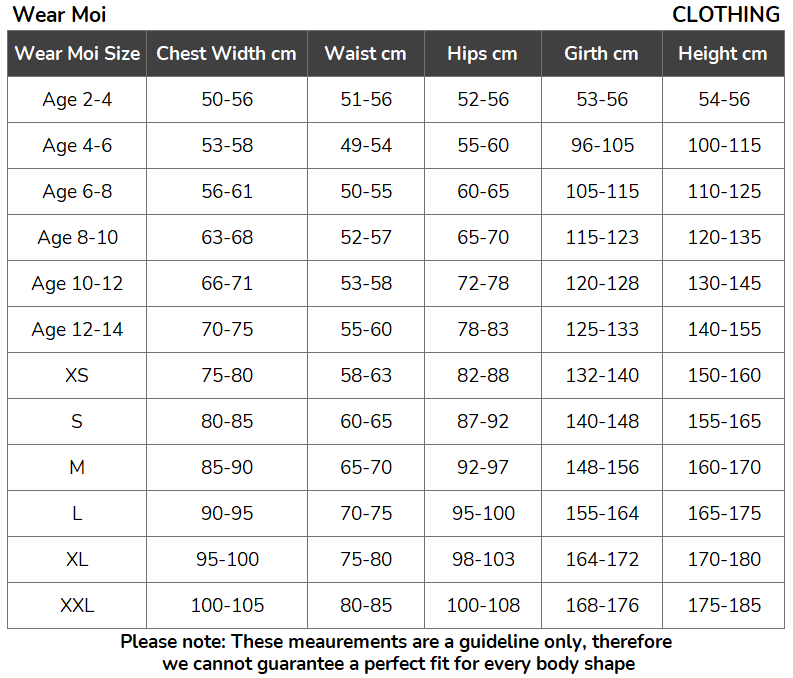 Wear Moi CLOTHING
Wear Moi Size Chest Width cm Waist cm Hips cm Girth cm Height cm
Age 2-4 50-56 51-56 52-56 53-56 54-56
Age 4-6 53-58 49-54 55-60 96-105 100-115
Age 6-8 56-61 50-55 60-65 105-115 110-125
Age 8-10 63-68 52-57 65-70 115-123 120-135
Age 10-12 66-71 53-58 72-78 120-128 130-145
Age 12-14 70-75 55-60 78-83 125-133 140-155
XS 75-80 58-63 82-88 132-140 150-160
S 80-85 60-65 87-92 140-148 155-165
M 85-90 65-70 92-97 148-156 160-170
L 90-95 70-75 95-100 155-164 165-175
XL 95-100 75-80 98-103 164-172 170-180
XXL 100-105 80-85 100-108 168-176 175-185
Please note: These meaurements are a guideline only, therefore
we cannot guarantee a perfect fit for every body shape